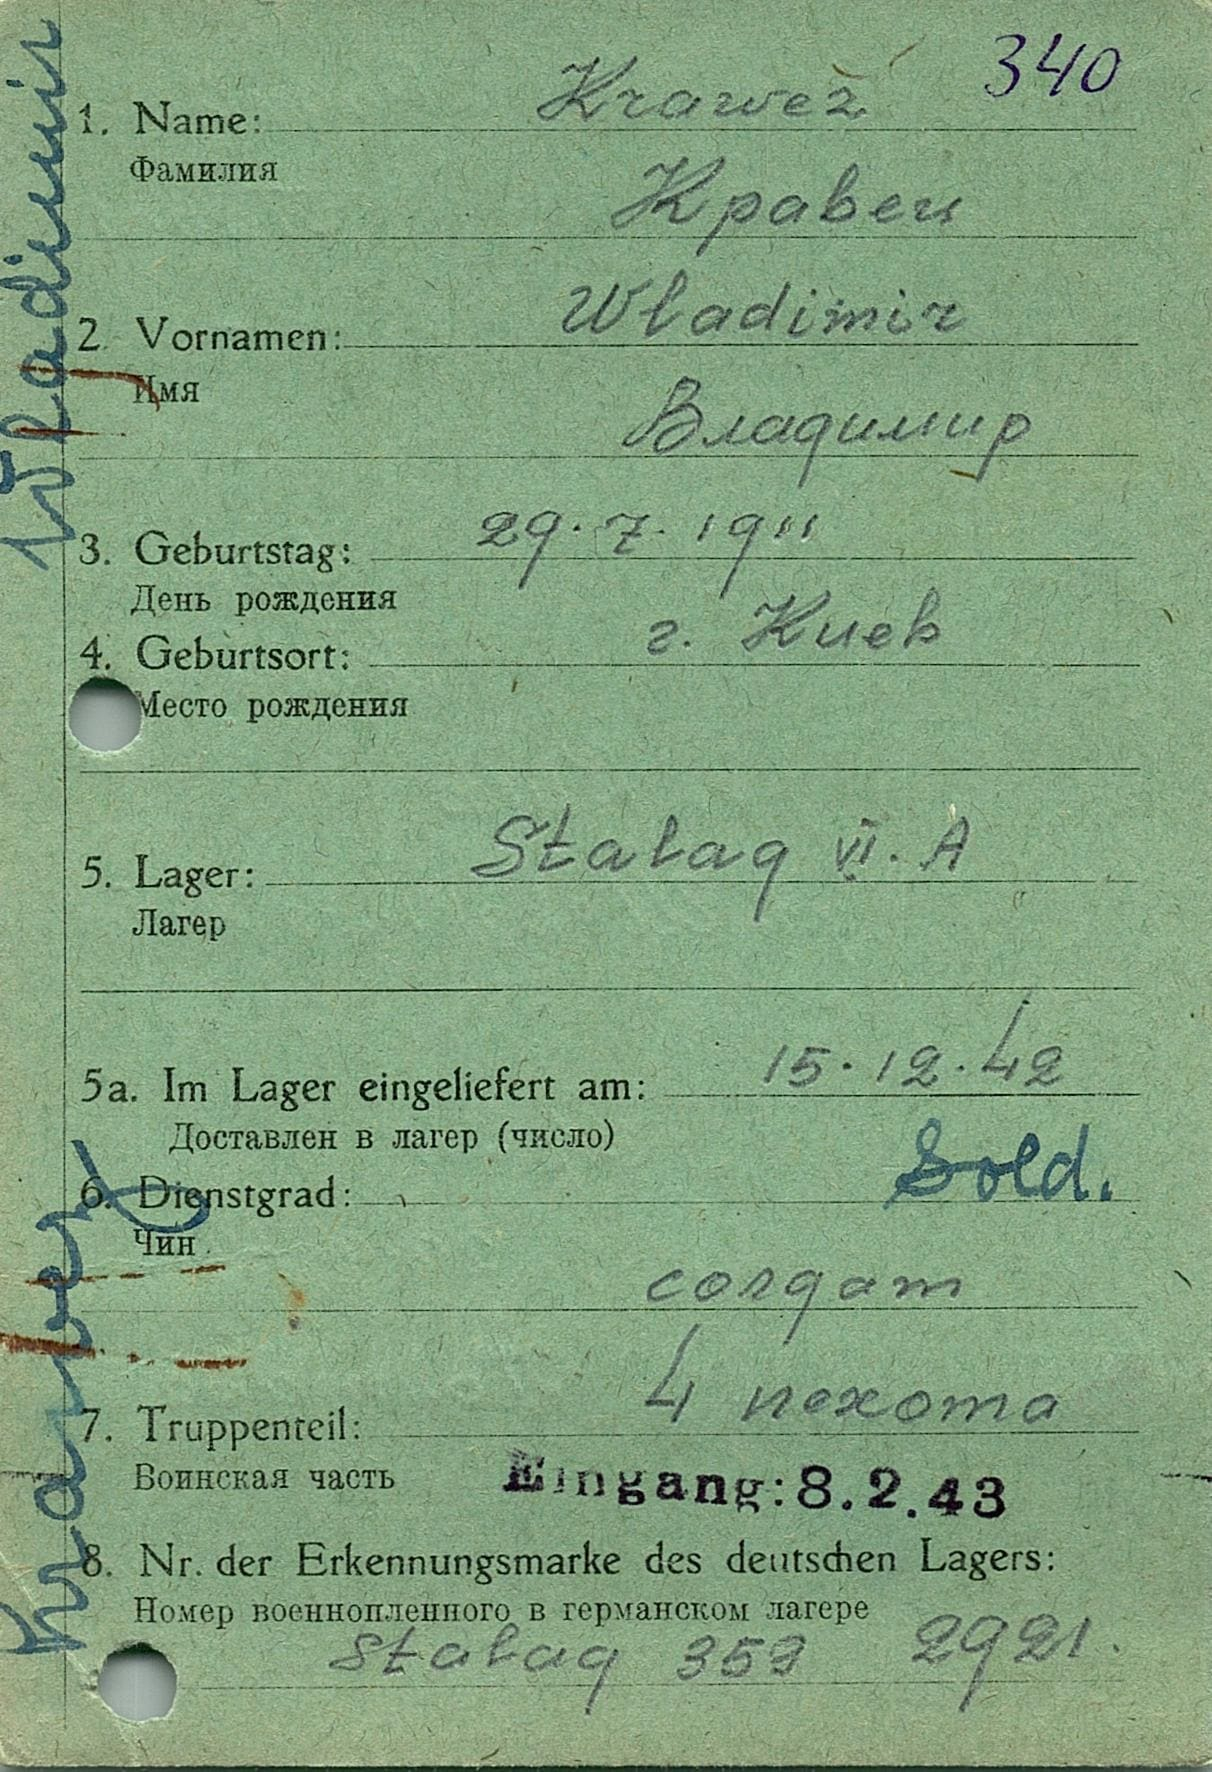 340
1. Name: Krawez
Фамилия
Кравец
2. Vornamen: Wladimir
Имя
Владимир
3. Geburtstag: 29. 7. 1911
День рождения
4. Geburtsort: г. Киев
Место рождения
5. Lager: Stalag VI. A
Лагер
5a. Im Lager eingeliefert am: 15. 12. 42
Доставлен в лагер (число)
6. Dienstgrad: Sold.
Чин
солдат
7. Truppenteil: 4 пехота
Воинская часть
Eingang: 8. 2. 43
8. Nr. der Erkennungsmarke des deutschen Lagers:
Номер военнопленного в германском лагере
Stalag 359 2921.
Krawez Wladimir